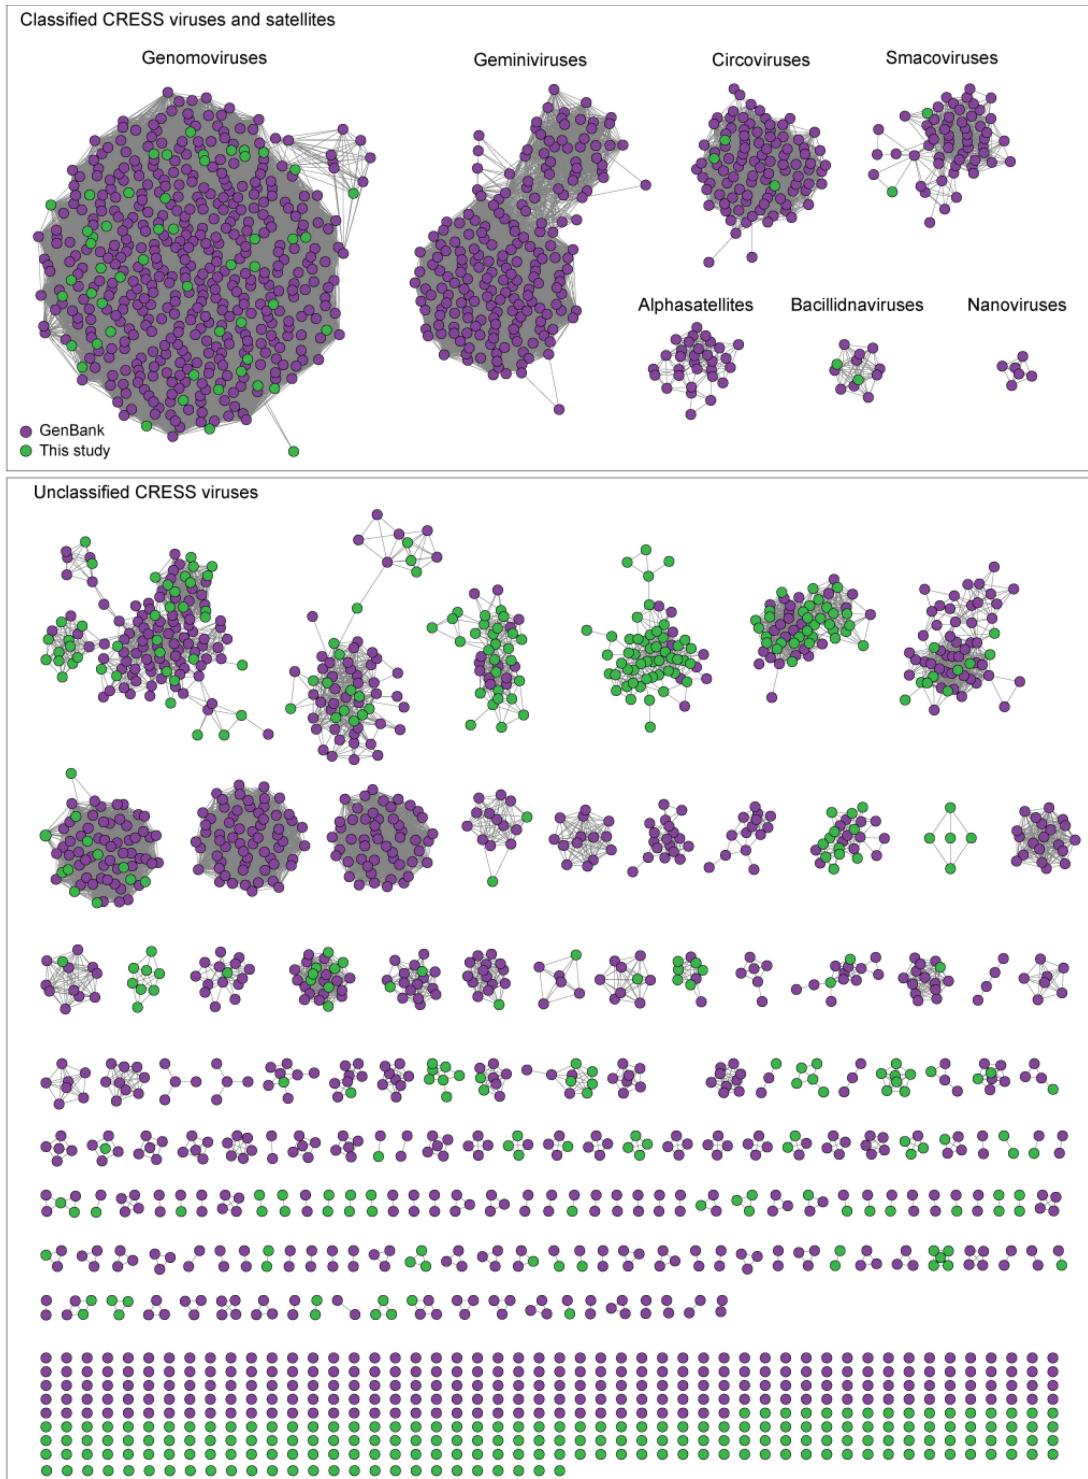 Classified CRESS viruses and satellites
Genomoviruses
Geminiviruses
Circoviruses
Smacoviruses
Alphasatellites
Bacillidnaviruses
Nanoviruses
GenBank
This study
Unclassified CRESS viruses